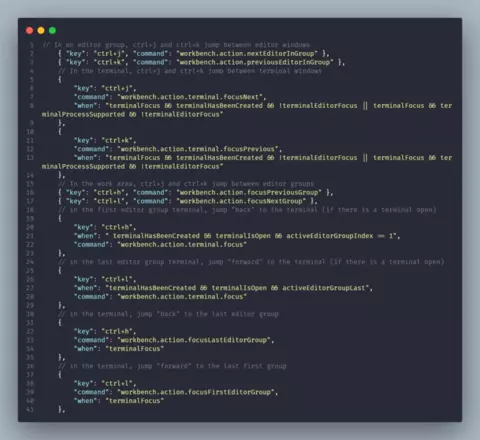 1 // In an editor group, ctrl+j and ctrl+k jump between editor windows
2 { "key": "ctrl+j", "command": "workbench.action.nextEditorInGroup" },
3 { "key": "ctrl+k", "command": "workbench.action.previousEditorInGroup" },
4 // In the terminal, ctrl+j and ctrl+k jump between terminal windows
5 {
6 "key": "ctrl+j",
7 "command": "workbench.action.terminal.focusNext",
8 "when": "terminalFocus && terminalHasBeenCreated && !terminalEditorFocus || terminalFocus && ter
minalProcessSupported && !terminalEditorFocus"
9 },
10 {
11 "key": "ctrl+k",
12 "command": "workbench.action.terminal.focusPrevious",
13 "when": "terminalFocus && terminalHasBeenCreated && !terminalEditorFocus || terminalFocus && ter
minalProcessSupported && !terminalEditorFocus"
14 },
15 // In the work area, ctrl+j and ctrl+k jump between editor groups
16 { "key": "ctrl+h", "command": "workbench.action.focusPreviousGroup" },
17 { "key": "ctrl+l", "command": "workbench.action.focusNextGroup" },
18 // in the first editor group terminal, jump "back" to the terminal (if there is a terminal open)
19 {
20 "key": "ctrl+h",
21 "when": " terminalHasBeenCreated && terminalIsOpen && activeEditorGroupIndex == 1",
22 "command": "workbench.action.terminal.focus"
23 },
24 // in the last editor group terminal, jump "forward" to the terminal (if there is a terminal open)
25 {
26 "key": "ctrl+l",
27 "when": "terminalHasBeenCreated && terminalIsOpen && activeEditorGroupLast",
28 "command": "workbench.action.terminal.focus"
29 },
30 // in the terminal, jump "back" to the last editor group
31 {
32 "key": "ctrl+h",
33 "command": "workbench.action.focusLastEditorGroup",
34 "when": "terminalFocus"
35 },
36 // in the terminal, jump "forward" to the last first group
37 {
38 "key": "ctrl+l",
39 "command": "workbench.action.focusFirstEditorGroup",
40 "when": "terminalFocus"
41 },